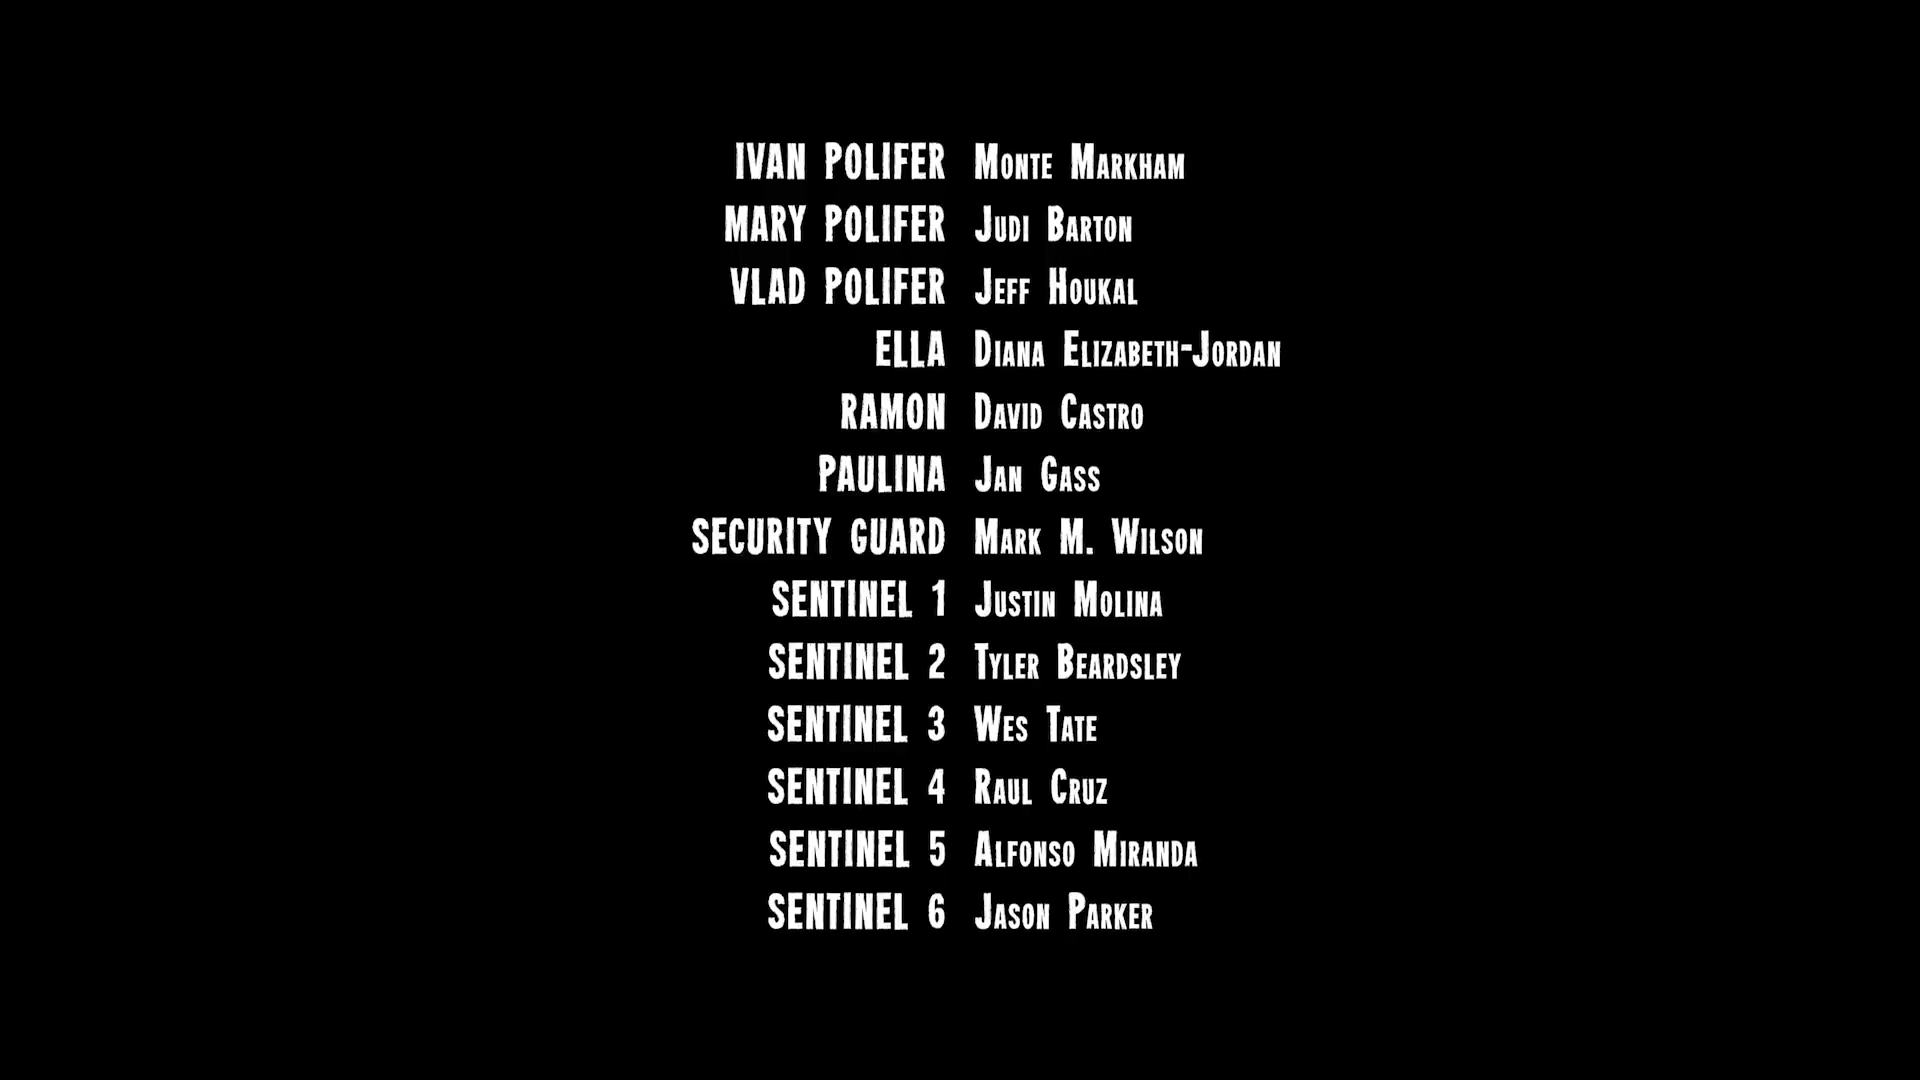 IVAN POLIFER Monte Markham
MARY POLIFER Judi Barton
VLAD POLIFER Jeff Houkal
ELLA Diana Elizabeth-Jordan
RAMON David Castro
PAULINA Jan Gass
SECURITY GUARD Mark M. Wilson
SENTINEL 1 Justin Molina
SENTINEL 2 Tyler Beardsley
SENTINEL 3 Wes Tate
SENTINEL 4 Raul Cruz
SENTINEL 5 Alfonso Miranda
SENTINEL 6 Jason Parker